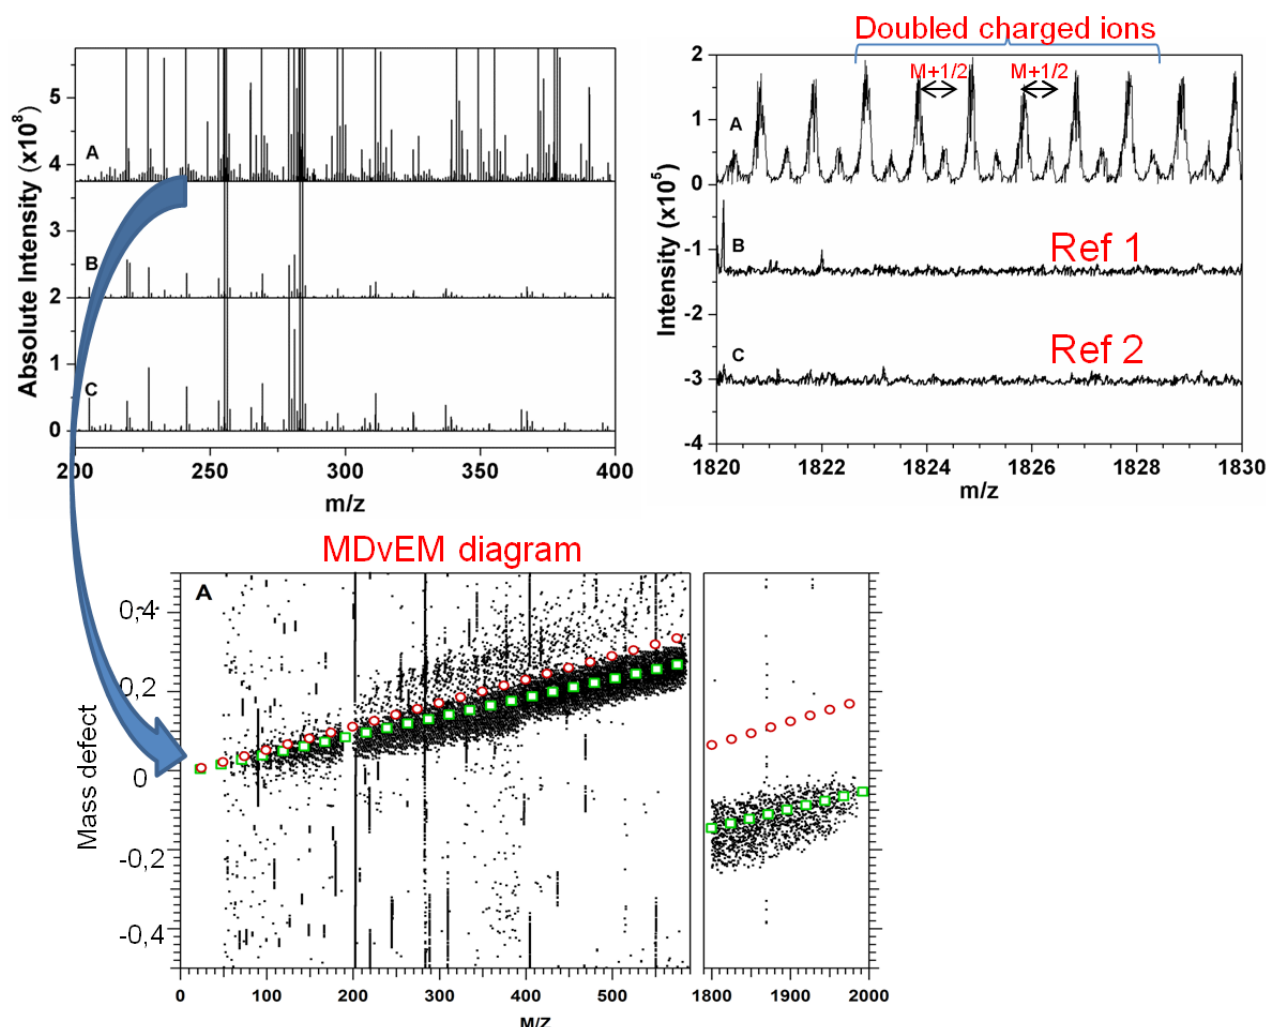 Absolute Intensity (x10⁸)
5
4
3
2
1
0
A
B
C
200
250
300
350
400
m/z
Doubled charged ions
M+1/2
M+1/2
Intensity (x10⁵)
2
1
0
-1
-2
-3
-4
A
B
Ref 1
C
Ref 2
1820
1822
1824
1826
1828
1830
m/z
MDvEM diagram
A
Mass defect
0,4
0,2
0
-0,2
-0,4
0
100
200
300
400
500
1800
1900
2000
M/Z